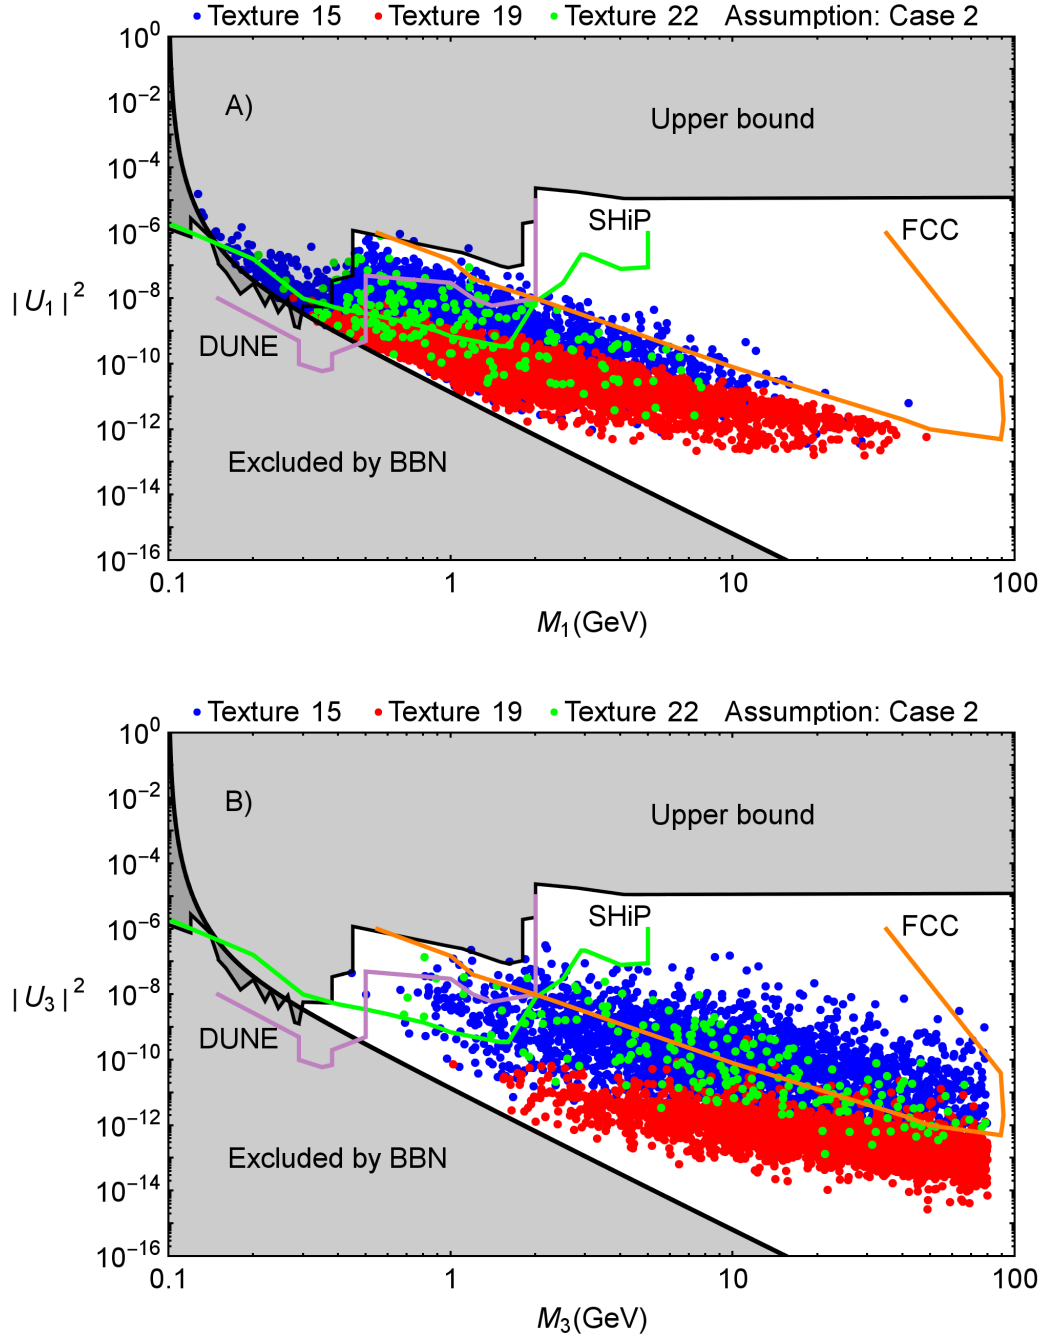 Texture 15 Texture 19 Texture 22 Assumption: Case 2
10⁰
A)
10⁻²
Upper bound
10⁻⁴
SHiP
FCC
10⁻⁶
|U₁|²
10⁻⁸
DUNE
10⁻¹⁰
10⁻¹²
Excluded by BBN
10⁻¹⁴
10⁻¹⁶
0.1 1 10 100
M₁(GeV)
Texture 15 Texture 19 Texture 22 Assumption: Case 2
10⁰
B)
10⁻²
Upper bound
10⁻⁴
SHiP
FCC
10⁻⁶
|U₃|²
10⁻⁸
DUNE
10⁻¹⁰
10⁻¹²
Excluded by BBN
10⁻¹⁴
10⁻¹⁶
0.1 1 10 100
M₃(GeV)